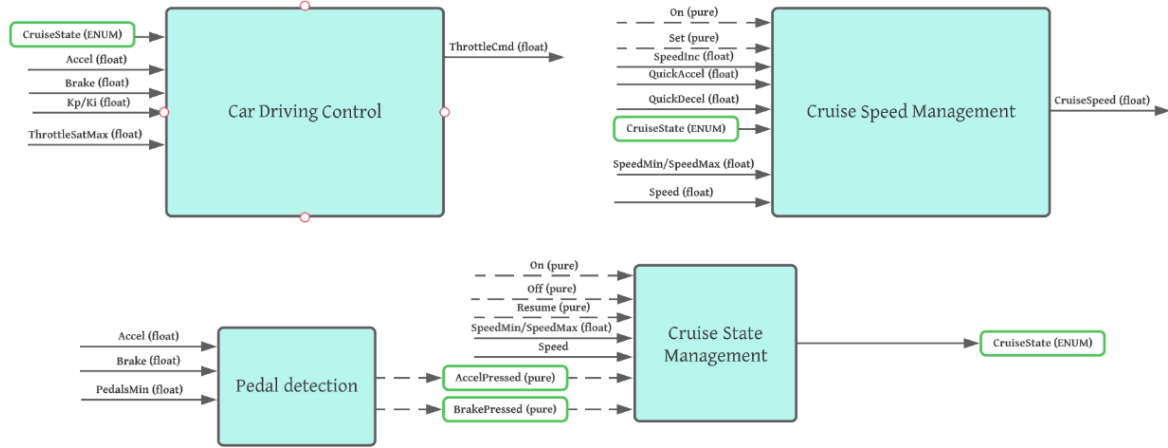 CruiseState (ENUM)
Accel (float)
Brake (float)
Kp/Ki (float)
ThrottleSatMax (float)
Car Driving Control
ThrottleCmd (float)
On (pure)
Set (pure)
SpeedInc (float)
QuickAccel (float)
QuickDecel (float)
CruiseState (ENUM)
SpeedMin/SpeedMax (float)
Speed (float)
Cruise Speed Management
CruiseSpeed (float)
Accel (float)
Brake (float)
PedalsMin (float)
Pedal detection
On (pure)
Off (pure)
Resume (pure)
SpeedMin/SpeedMax (float)
Speed
AccelPressed (pure)
BrakePressed (pure)
Cruise State
Management
CruiseState (ENUM)